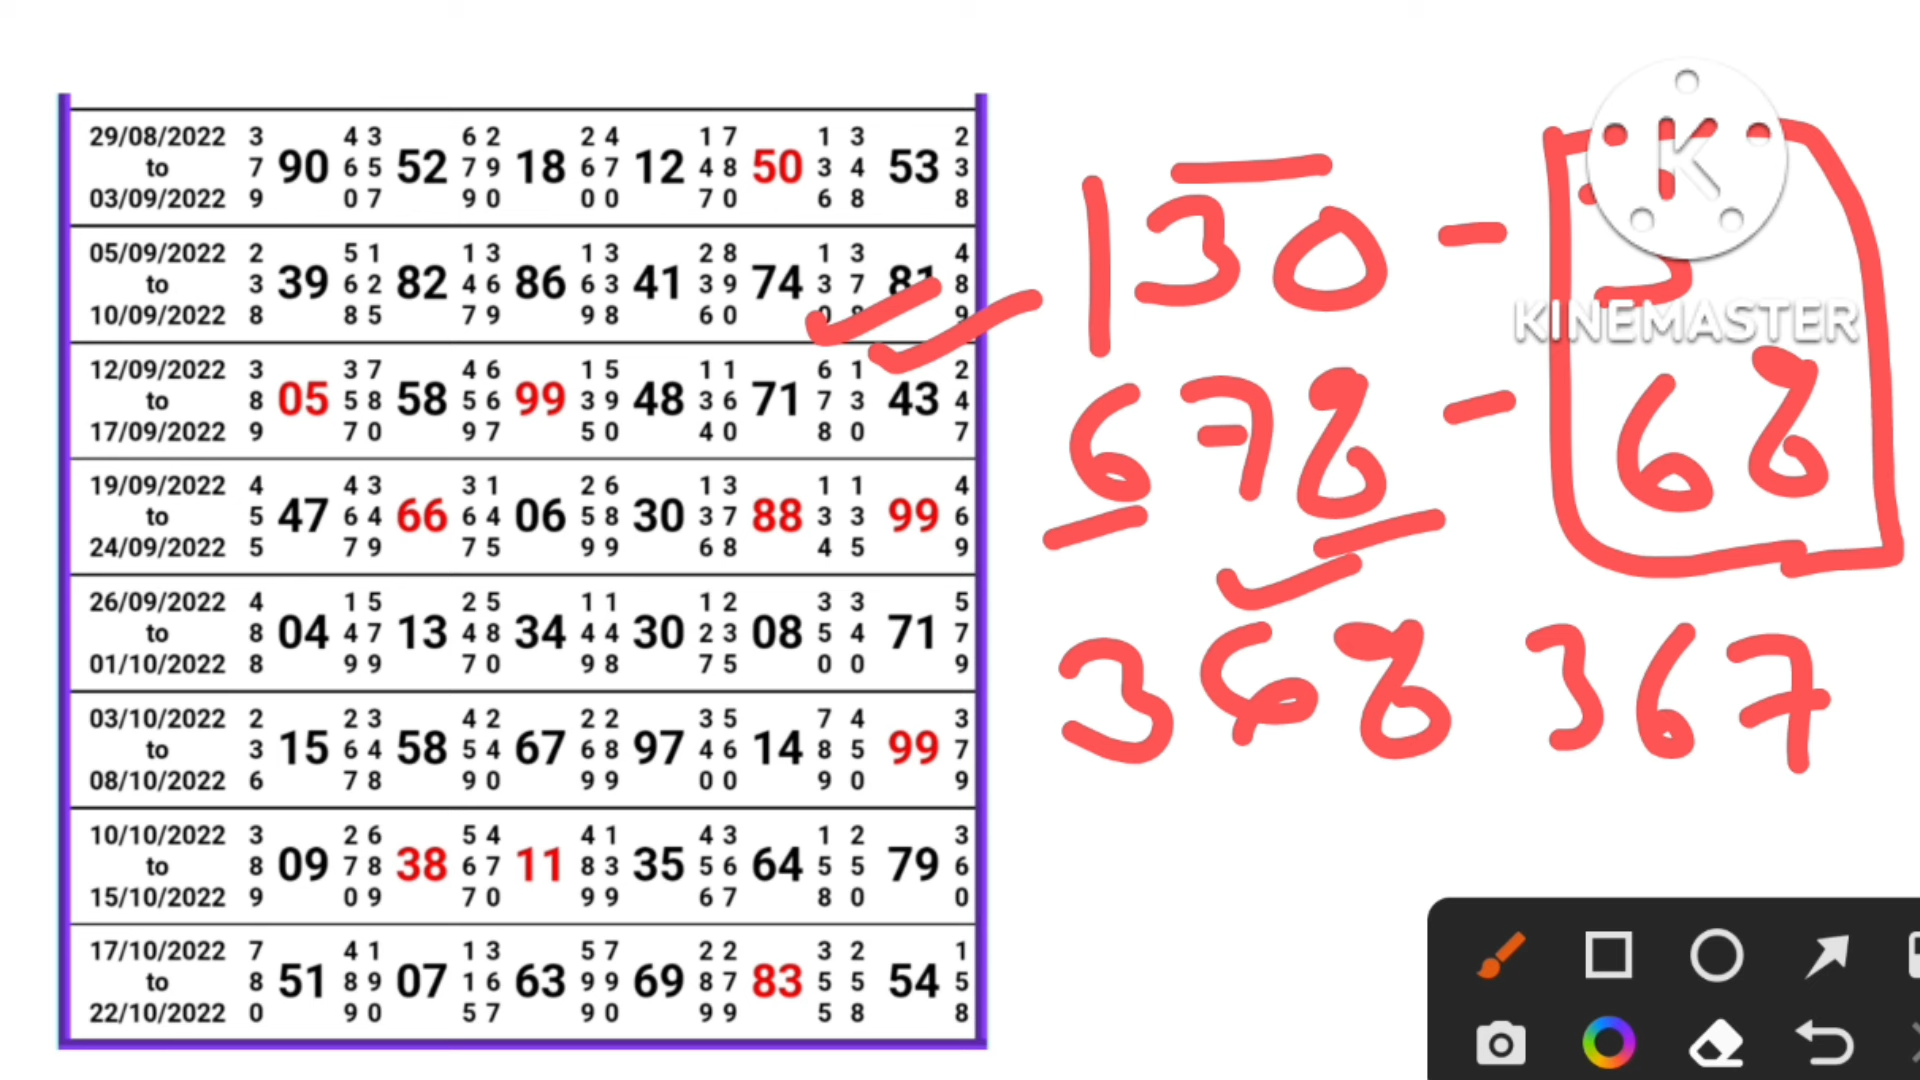 29/08/2022 3 4 3 6 2 2 4 1 7 1 3 2
to 7 90 6 5 52 7 9 18 6 7 12 4 8 50 3 4 53 3
03/09/2022 9 0 7 9 0 0 0 7 0 6 8 8
05/09/2022 2 5 1 1 3 1 3 2 8 1 3 4
to 3 39 6 2 82 4 6 86 3 3 41 3 9 74 3 7 81 8
10/09/2022 8 8 5 7 9 9 8 6 0 0 8 9
12/09/2022 3 3 7 4 6 1 5 1 1 6 1 2
to 8 05 5 8 58 5 6 99 3 9 48 3 6 71 7 3 43 4
17/09/2022 9 7 0 9 7 5 0 4 0 8 0 7
19/09/2022 4 4 3 3 1 2 6 1 3 1 1 4
to 5 47 6 4 66 6 4 06 5 8 30 3 7 88 3 3 99 6
24/09/2022 5 7 9 7 5 9 9 6 8 4 5 9
26/09/2022 4 1 5 2 5 1 1 1 2 3 3 5
to 8 04 4 7 13 4 8 34 4 4 30 2 3 08 5 4 71 7
01/10/2022 8 9 9 7 0 9 8 7 5 0 0 9
03/10/2022 2 2 3 4 2 2 2 3 5 7 4 3
to 3 15 6 4 58 5 4 67 6 8 97 4 6 14 8 5 99 7
08/10/2022 6 7 8 9 0 9 9 0 0 9 0 9
10/10/2022 3 2 6 5 4 4 1 4 3 1 2 3
to 8 09 7 8 38 6 7 11 8 3 35 5 6 64 5 5 79 6
15/10/2022 9 0 9 7 0 9 9 6 7 8 0 0
17/10/2022 7 4 1 1 3 5 7 2 2 3 2 1
to 8 51 8 9 07 1 6 63 9 9 69 8 7 83 5 5 54 5
22/10/2022 0 9 0 5 7 9 0 9 9 5 8 8
130 -
K
KINEMASTER
678 - 68
368 367